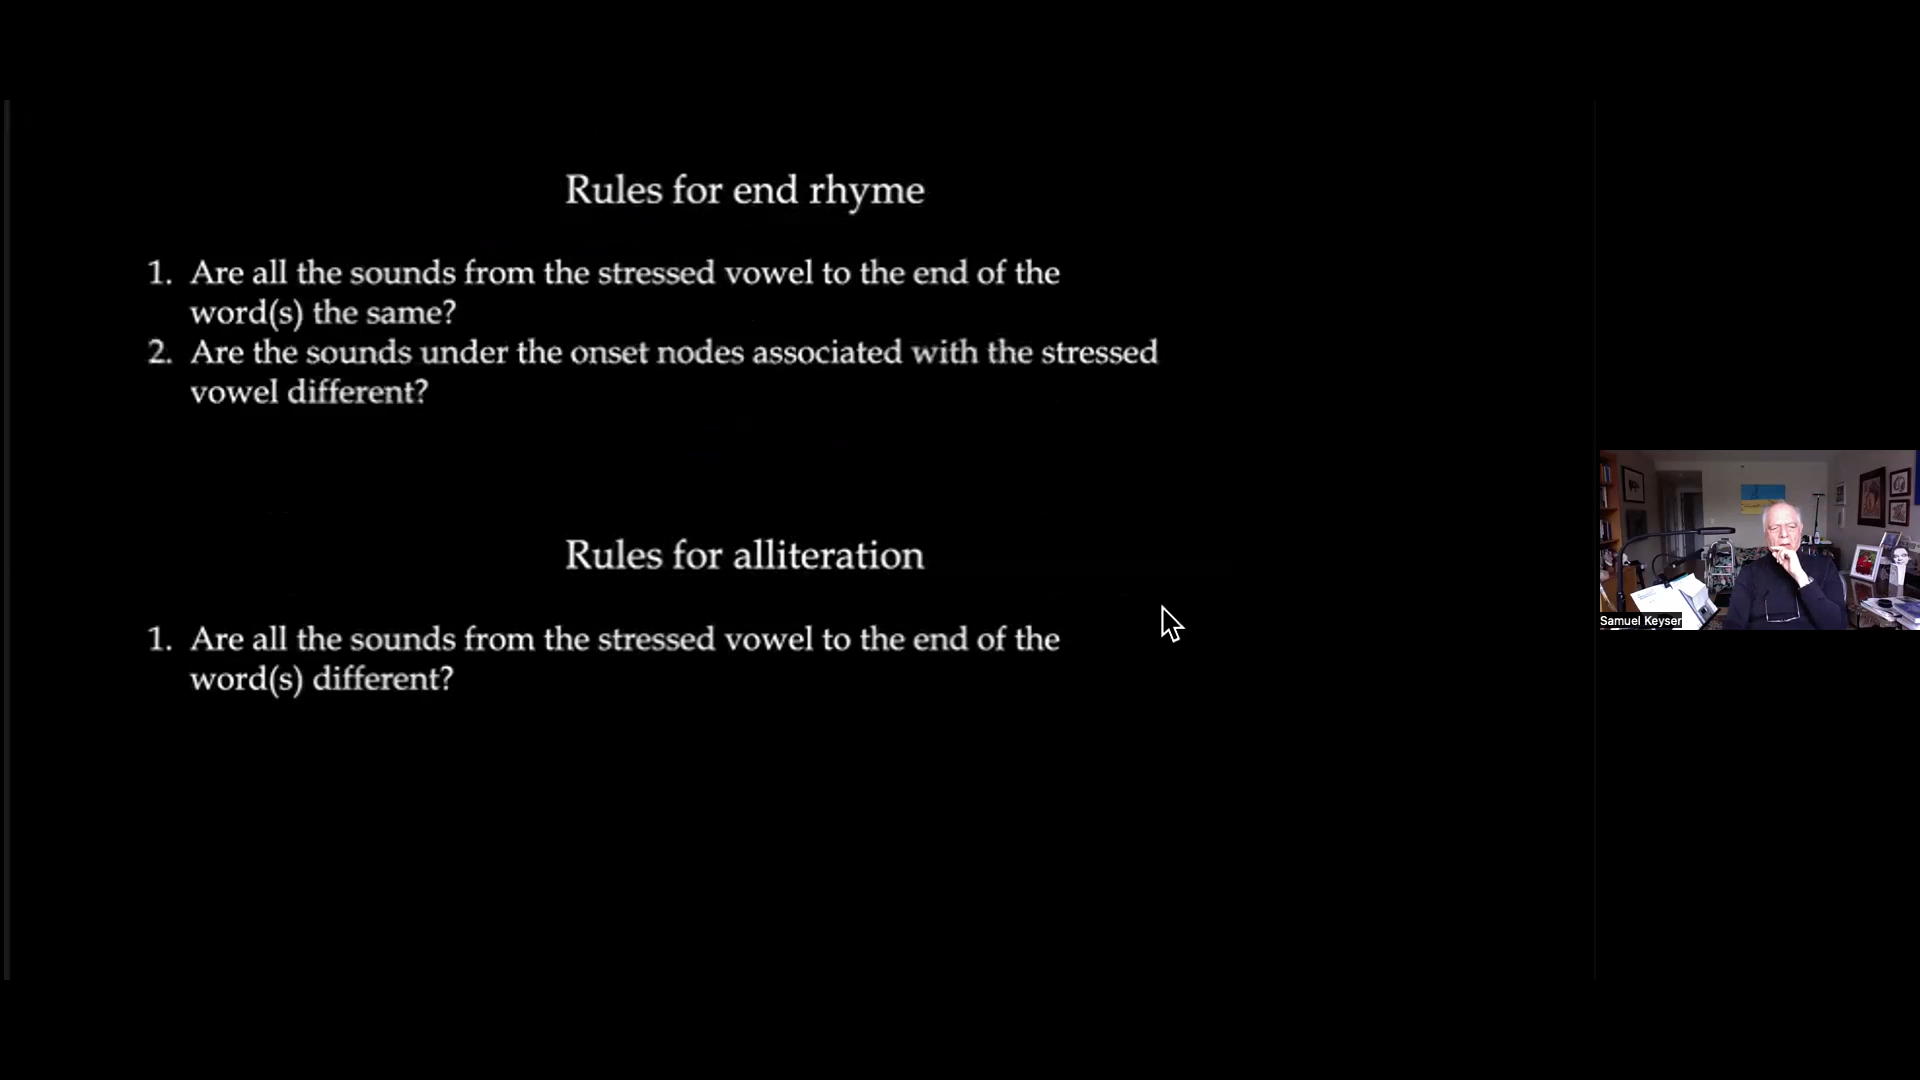 Rules for end rhyme
1. Are all the sounds from the stressed vowel to the end of the
word(s) the same?
2. Are the sounds under the onset nodes associated with the stressed
vowel different?
Rules for alliteration
1. Are all the sounds from the stressed vowel to the end of the
word(s) different?
Samuel Keyser